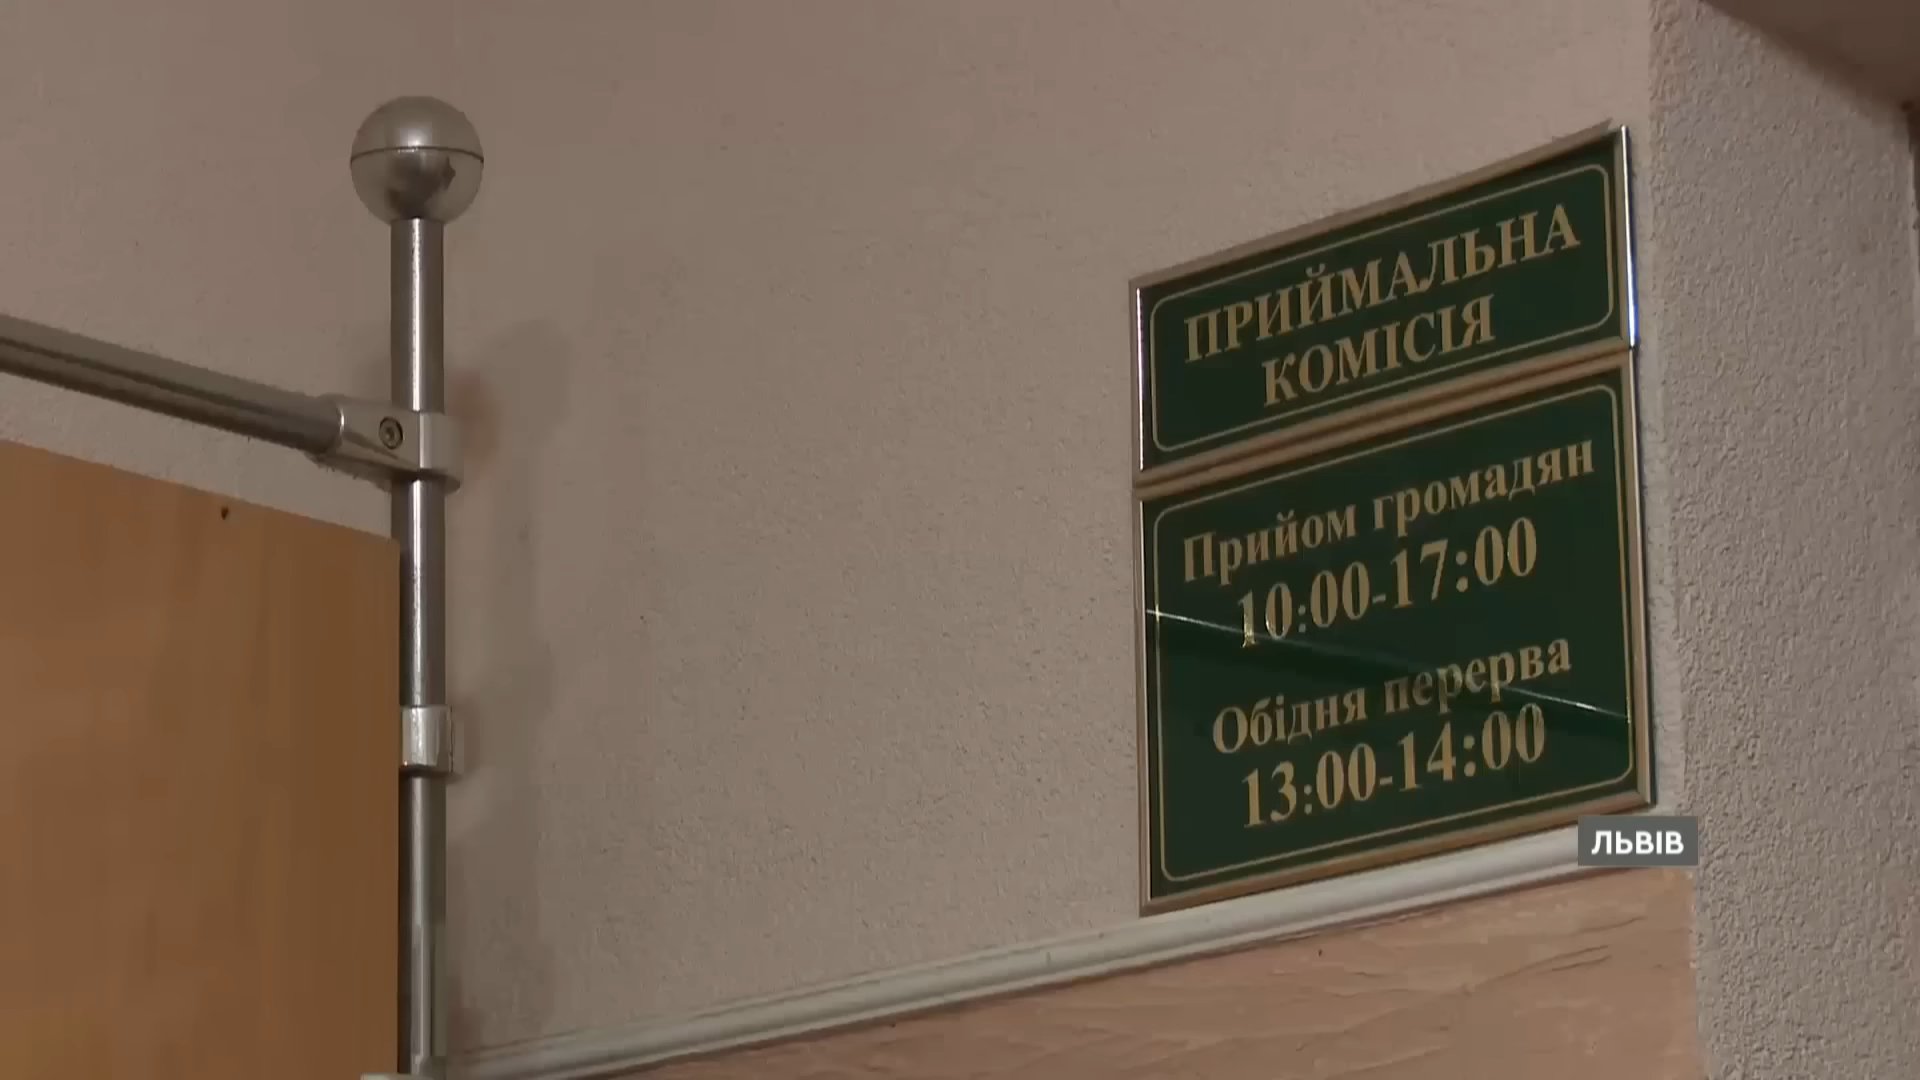 ПРИЙМАЛЬНА
КОМІСІЯ
Прийом громадян
10:00-17:00
Обідня перерва
13:00-14:00
ЛЬВІВ